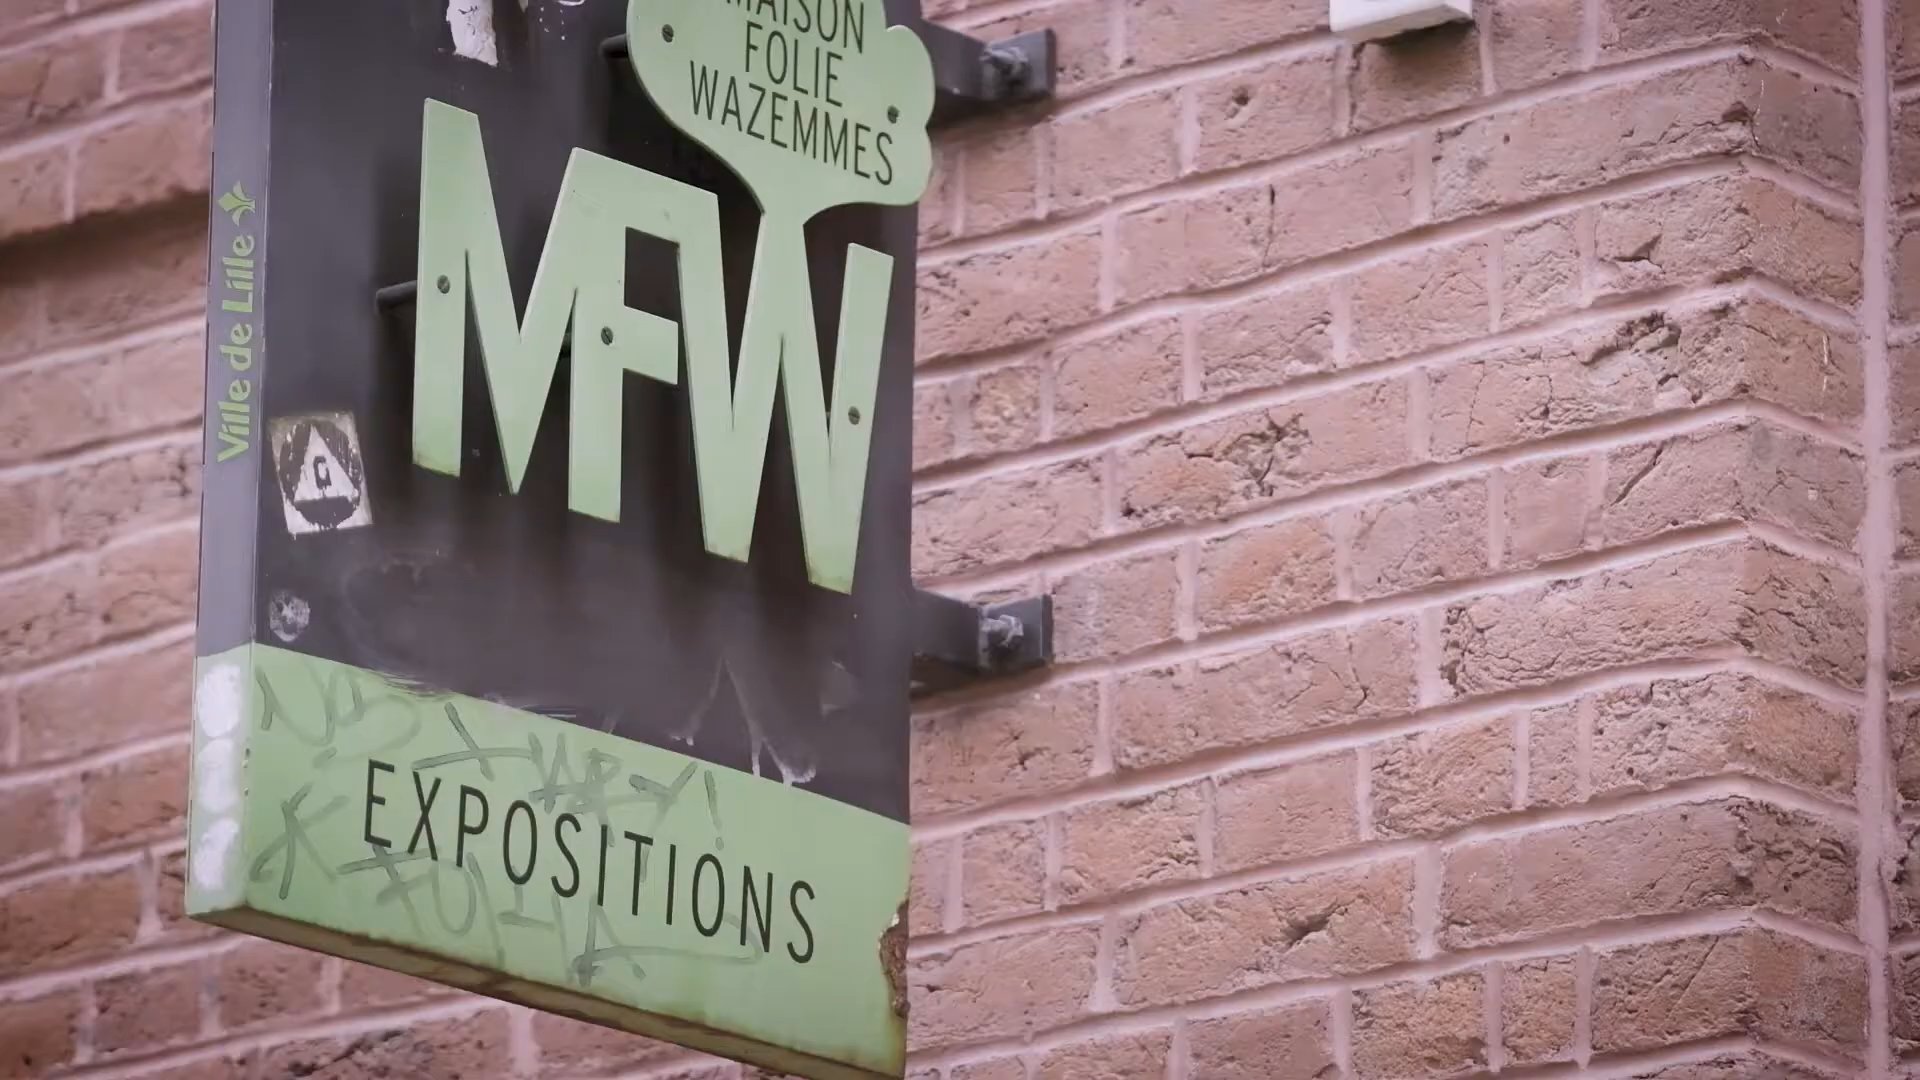 MAISON
FOLIE
WAZEMMES
MFW
Ville de Lille
G
EXPOSITIONS